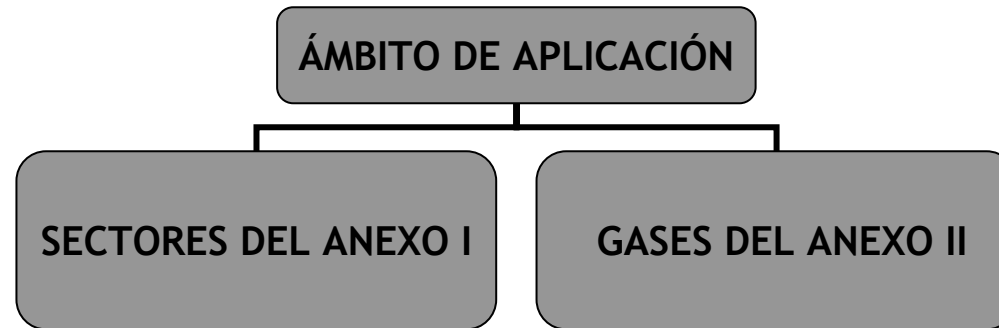 ÁMBITO DE APLICACIÓN
SECTORES DEL ANEXO I
GASES DEL ANEXO II